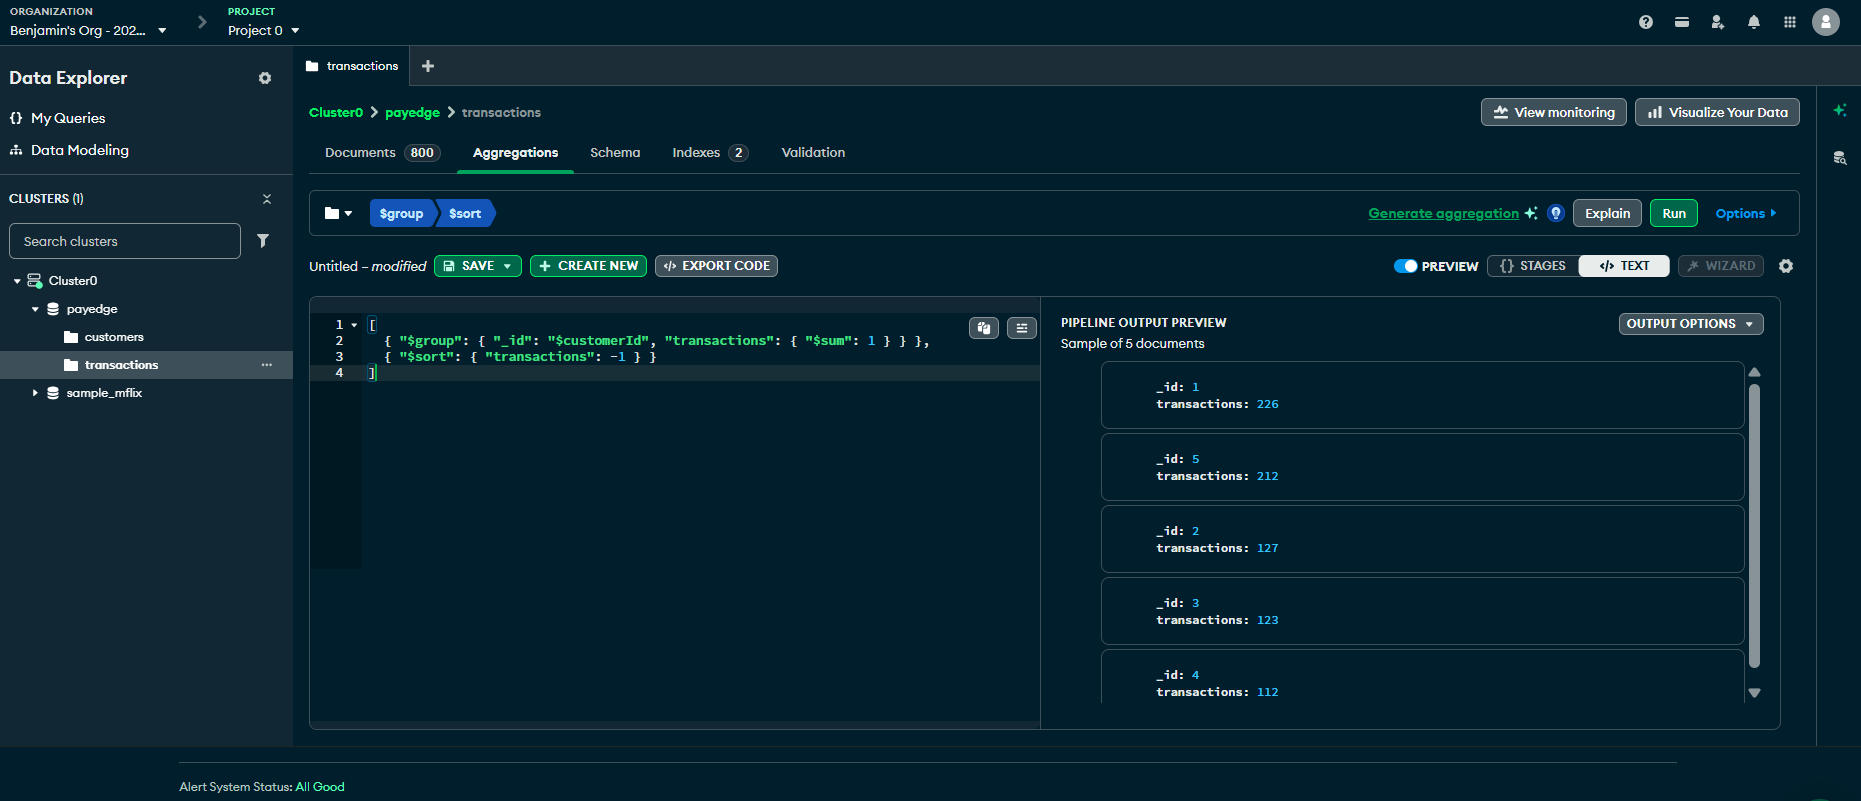 ORGANIZATION
Benjamin's Org - 202...
PROJECT
Project 0
Data Explorer
My Queries
Data Modeling
CLUSTERS (1)
Search clusters
Cluster0
payedge
customers
transactions
sample_mflix
transactions
Cluster0 > payedge > transactions
View monitoring
Visualize Your Data
Documents 800
Aggregations
Schema
Indexes 2
Validation
$group $sort
Generate aggregation
Explain
Run
Options
Untitled – modified
SAVE
CREATE NEW
EXPORT CODE
PREVIEW
STAGES
TEXT
WIZARD
1 [
2 { "$group": { "_id": "$customerId", "transactions": { "$sum": 1 } } },
3 { "$sort": { "transactions": -1 } }
4 ]
PIPELINE OUTPUT PREVIEW
Sample of 5 documents
OUTPUT OPTIONS
_id: 1
transactions: 226
_id: 5
transactions: 212
_id: 2
transactions: 127
_id: 3
transactions: 123
_id: 4
transactions: 112
Alert System Status: All Good